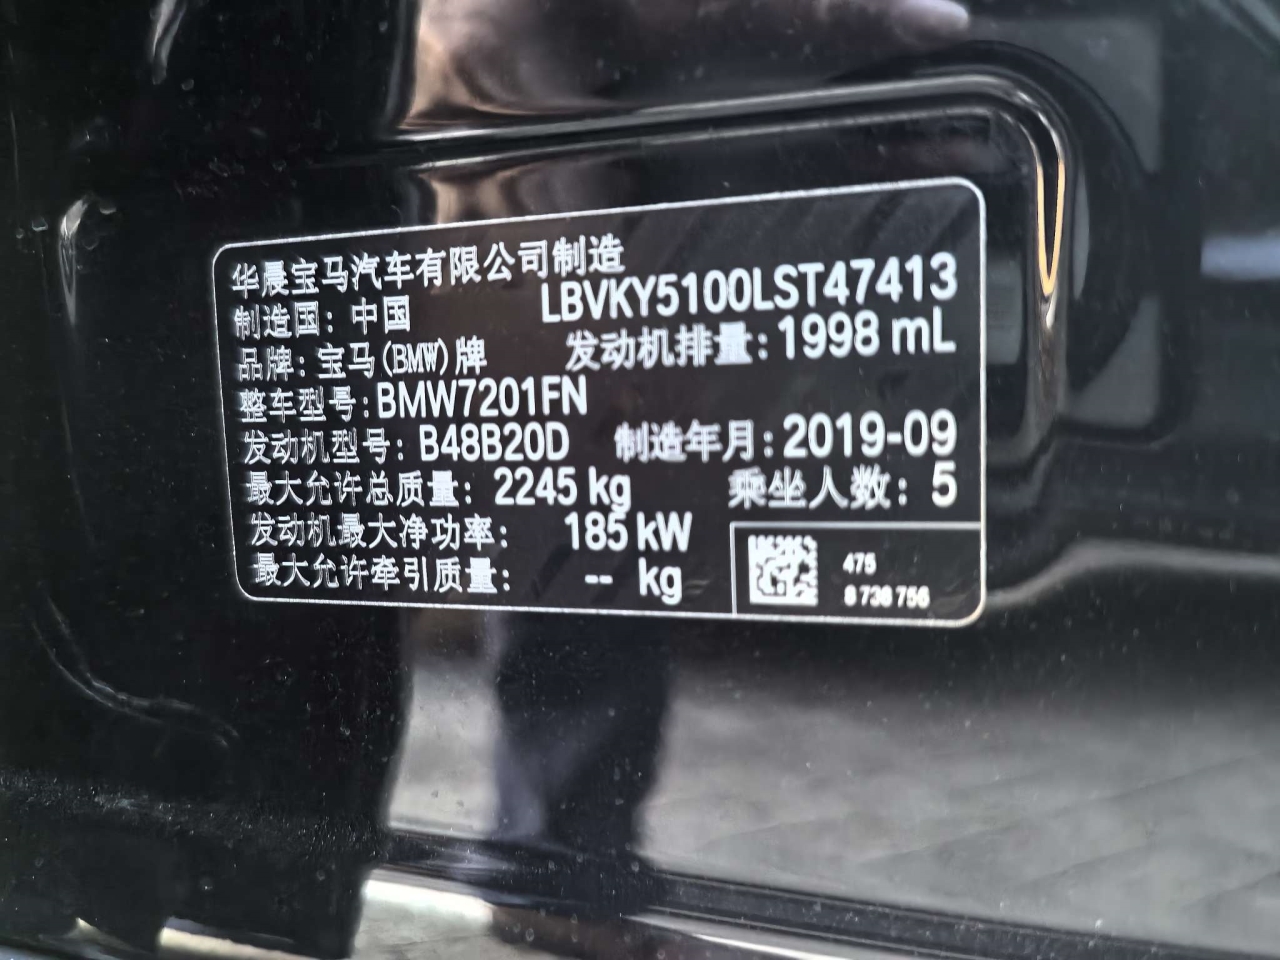 华晨宝马汽车有限公司制造
制造国: 中国 LBVKY5100LST47413
品牌: 宝马(BMW)牌 发动机排量: 1998 mL
整车型号: BMW7201FN
发动机型号: B48B20D 制造年月: 2019-09
最大允许总质量: 2245 kg 乘坐人数: 5
发动机最大净功率: 185 kW
最大允许牵引质量: -- kg
475
8 738 756